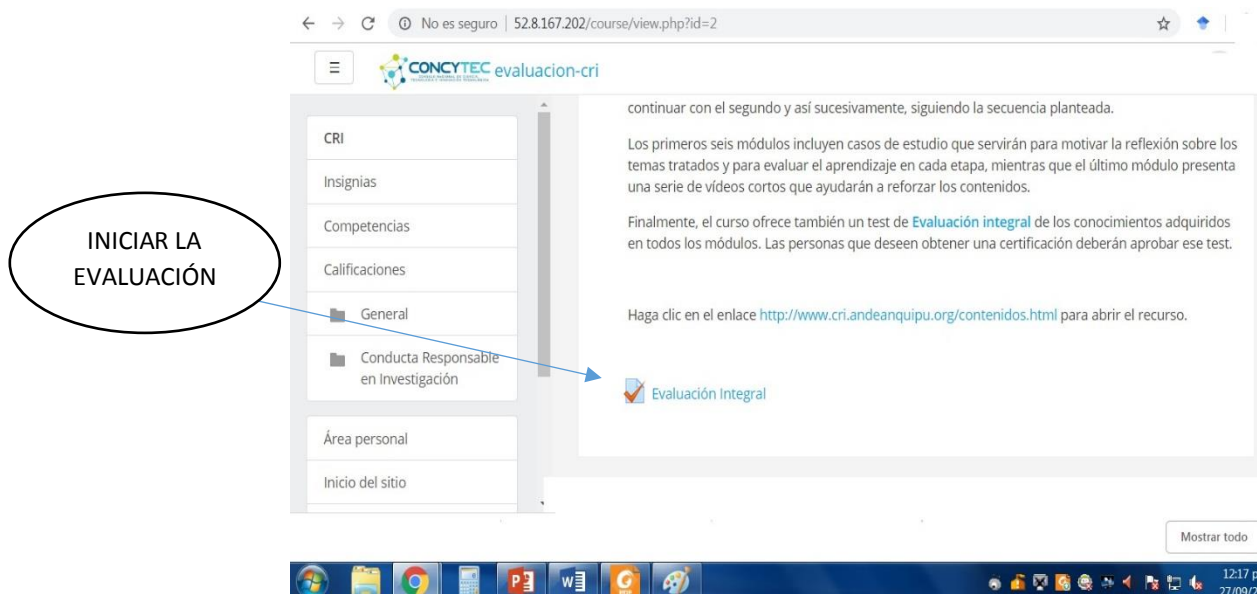 No es seguro | 52.8.167.202/course/view.php?id=2
CONCYTEC evaluacion-cri
continuar con el segundo y así sucesivamente, siguiendo la secuencia planteada.
CRI
Los primeros seis módulos incluyen casos de estudio que servirán para motivar la reflexión sobre los
temas tratados y para evaluar el aprendizaje en cada etapa, mientras que el último módulo presenta
una serie de vídeos cortos que ayudarán a reforzar los contenidos.
Insignias
Competencias
Finalmente, el curso ofrece también un test de Evaluación integral de los conocimientos adquiridos
en todos los módulos. Las personas que deseen obtener una certificación deberán aprobar ese test.
INICIAR LA
EVALUACIÓN
Calificaciones
General
Haga clic en el enlace http://www.cri.andeanquipu.org/contenidos.html para abrir el recurso.
Conducta Responsable
en Investigación
Evaluación Integral
Área personal
Inicio del sitio
Mostrar todo
12:17 p
27/09/2